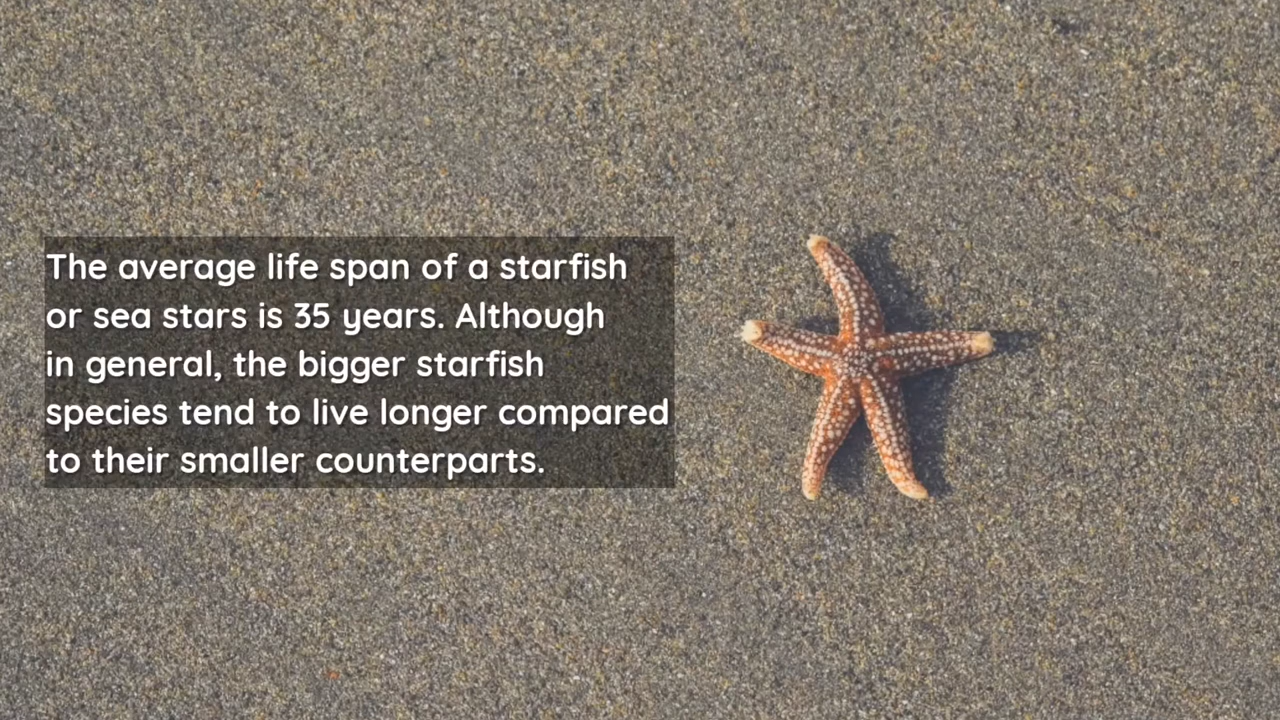 The average life span of a starfish
or sea stars is 35 years. Although
in general, the bigger starfish
species tend to live longer compared
to their smaller counterparts.